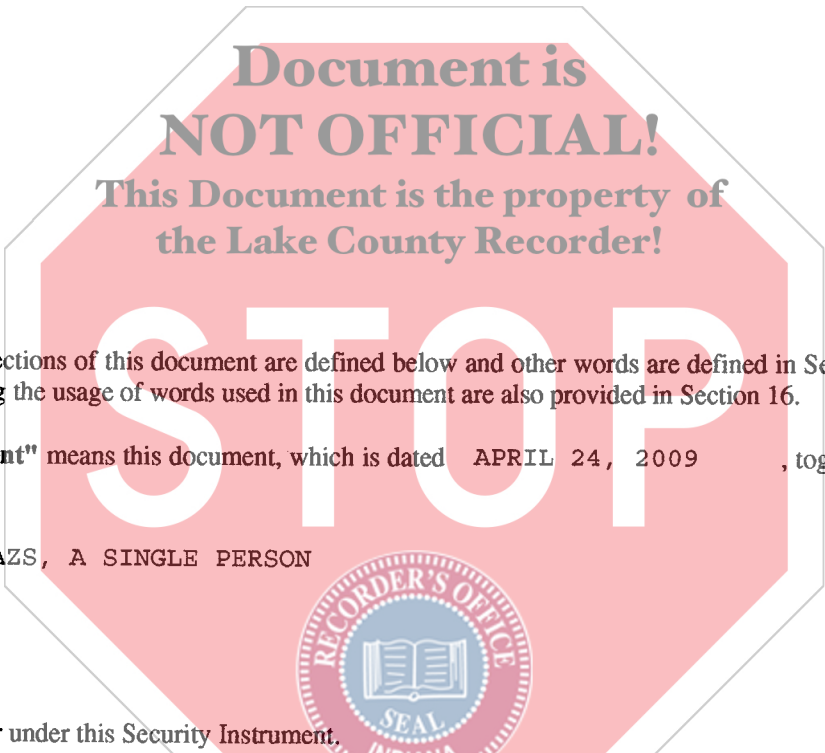 Document is
NOT OFFICIAL!
This Document is the property of
the Lake County Recorder!
STOP
ctions of this document are defined below and other words are defined in Se
g the usage of words used in this document are also provided in Section 16.
nt" means this document, which is dated APRIL 24, 2009 , tog
AZS, A SINGLE PERSON
RECORDER'S OFFICE
SEAL
INDIANA
r under this Security Instrument.